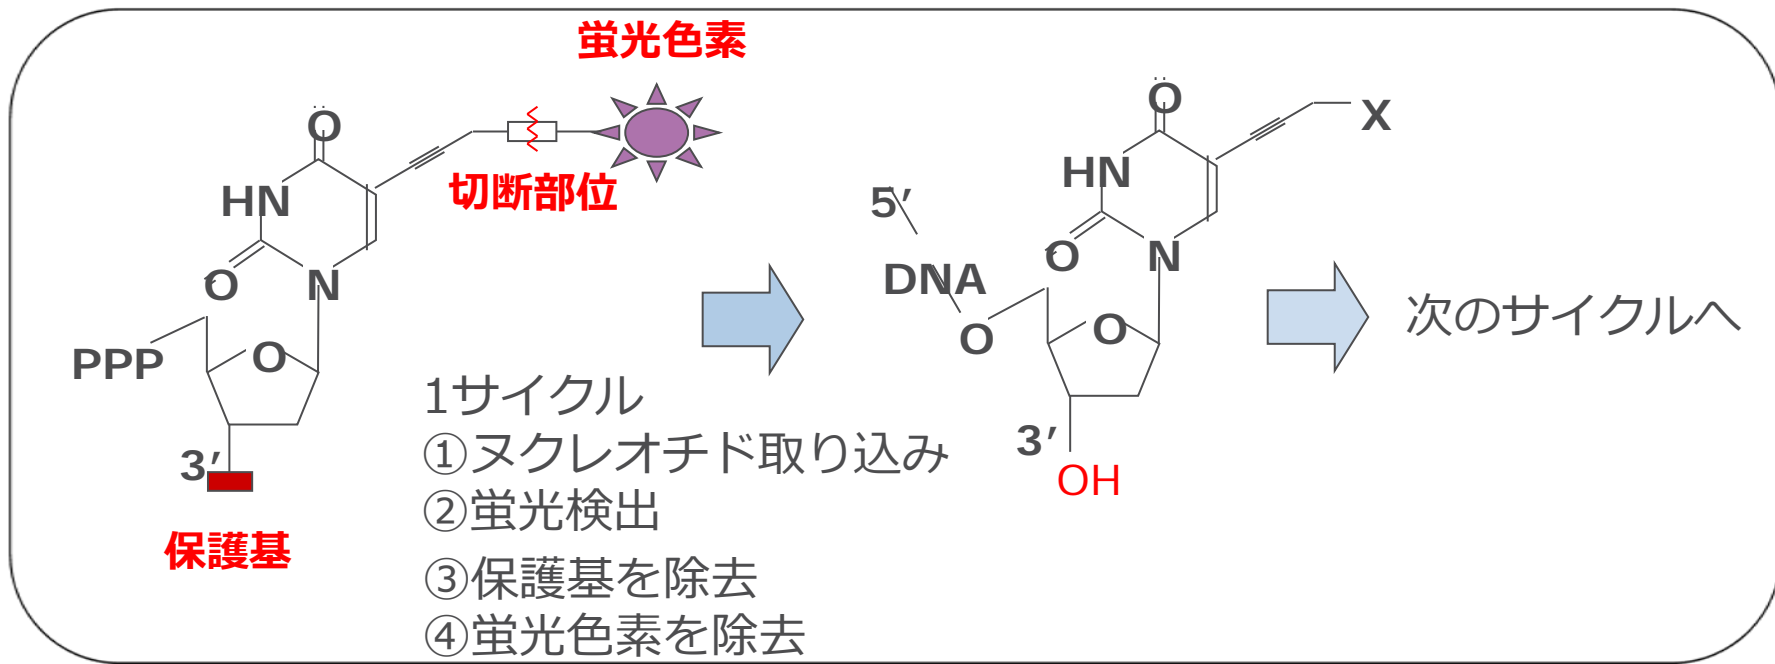 蛍光色素
O
HN
切断部位
O
N
PPP
O
3’
保護基
1サイクル
①ヌクレオチド取り込み
②蛍光検出
③保護基を除去
④蛍光色素を除去
O
X
HN
5’
O
N
DNA
O
O
3’
OH
次のサイクルへ